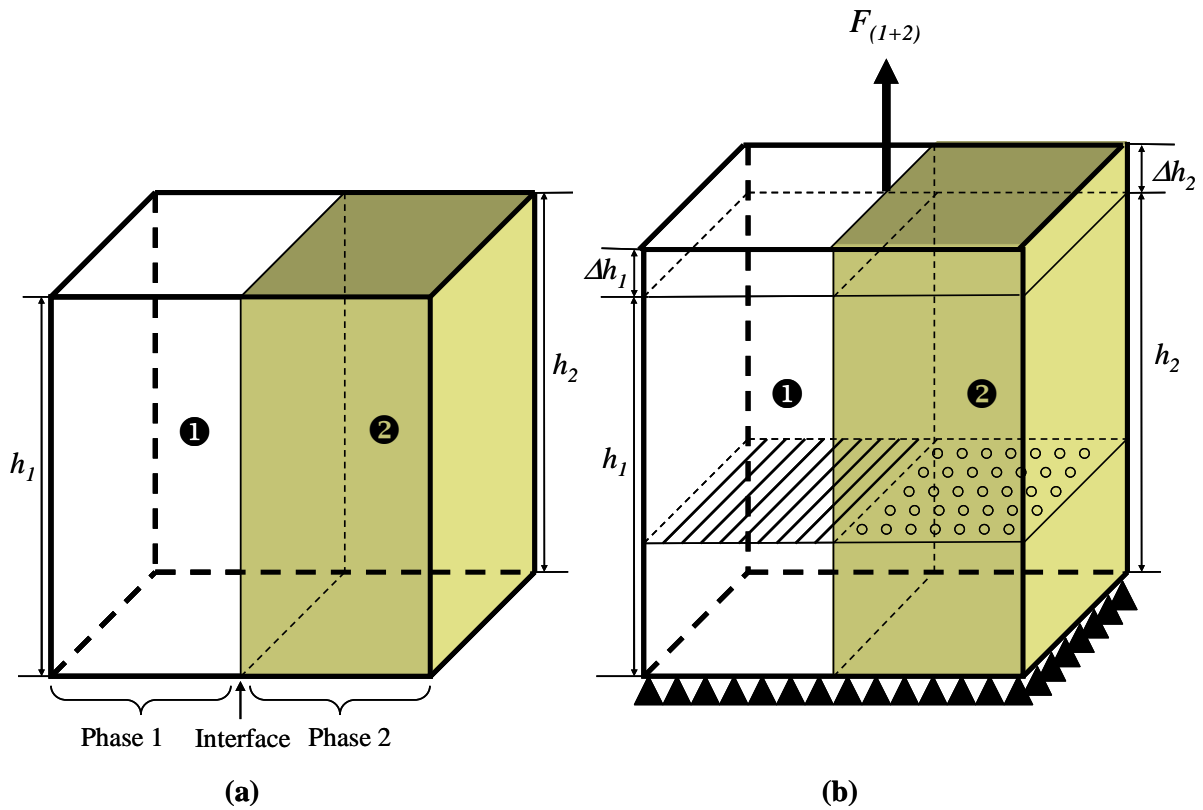 F(1+2)
Δh2
Δh1
h2
h2
❶
❷
❶
❷
h1
h1
Phase 1
Interface
Phase 2
(a)
(b)